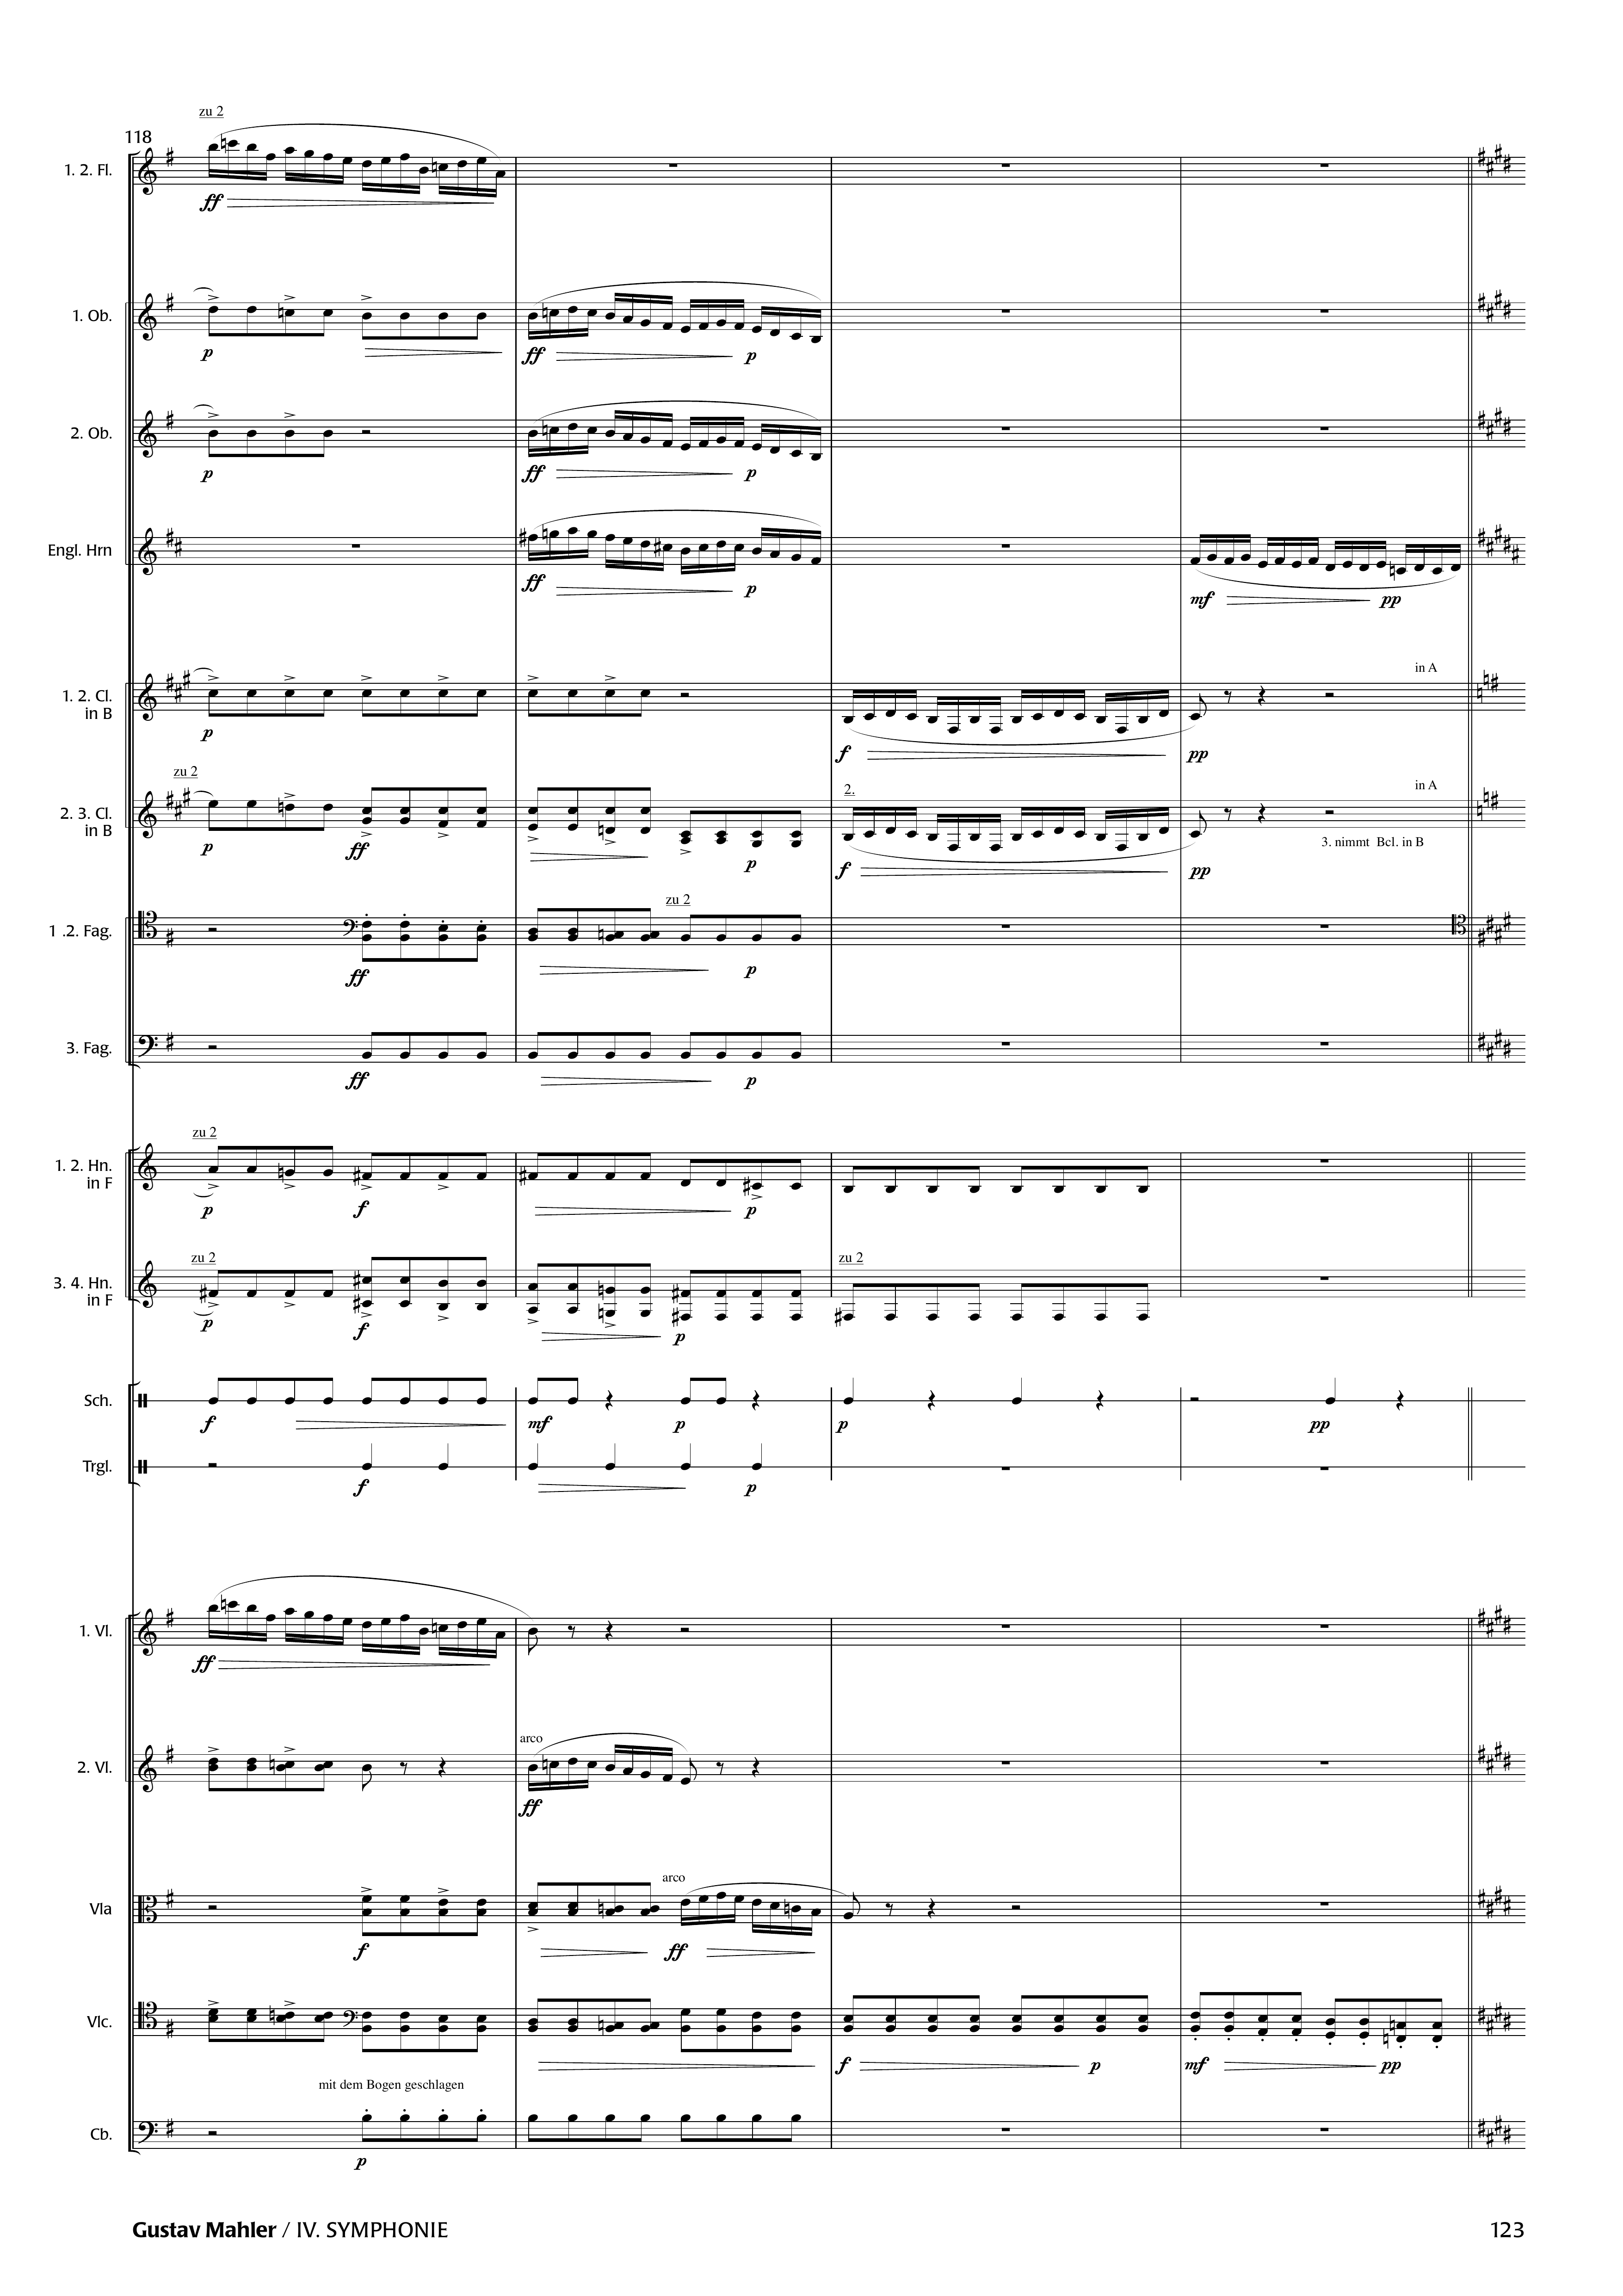 zu 2
118
1. 2. Fl.
ff
1. Ob.
p ff p
2. Ob.
p ff p
Engl. Hrn
ff p mf pp
in A
1. 2. Cl.
in B
p f pp
zu 2 2. in A
2. 3. Cl.
in B
3. nimmt Bcl. in B
p ff p f pp
zu 2
1 .2. Fag.
ff p
3. Fag.
ff p
zu 2
1. 2. Hn.
in F
p f p
zu 2 zu 2
3. 4. Hn.
in F
p f p
Sch.
f mf p p pp
Trgl.
f p
1. Vl.
ff
arco
2. Vl.
ff
arco
Vla
f ff
Vlc.
f p mf pp
mit dem Bogen geschlagen
Cb.
p
Gustav Mahler / IV. SYMPHONIE 123